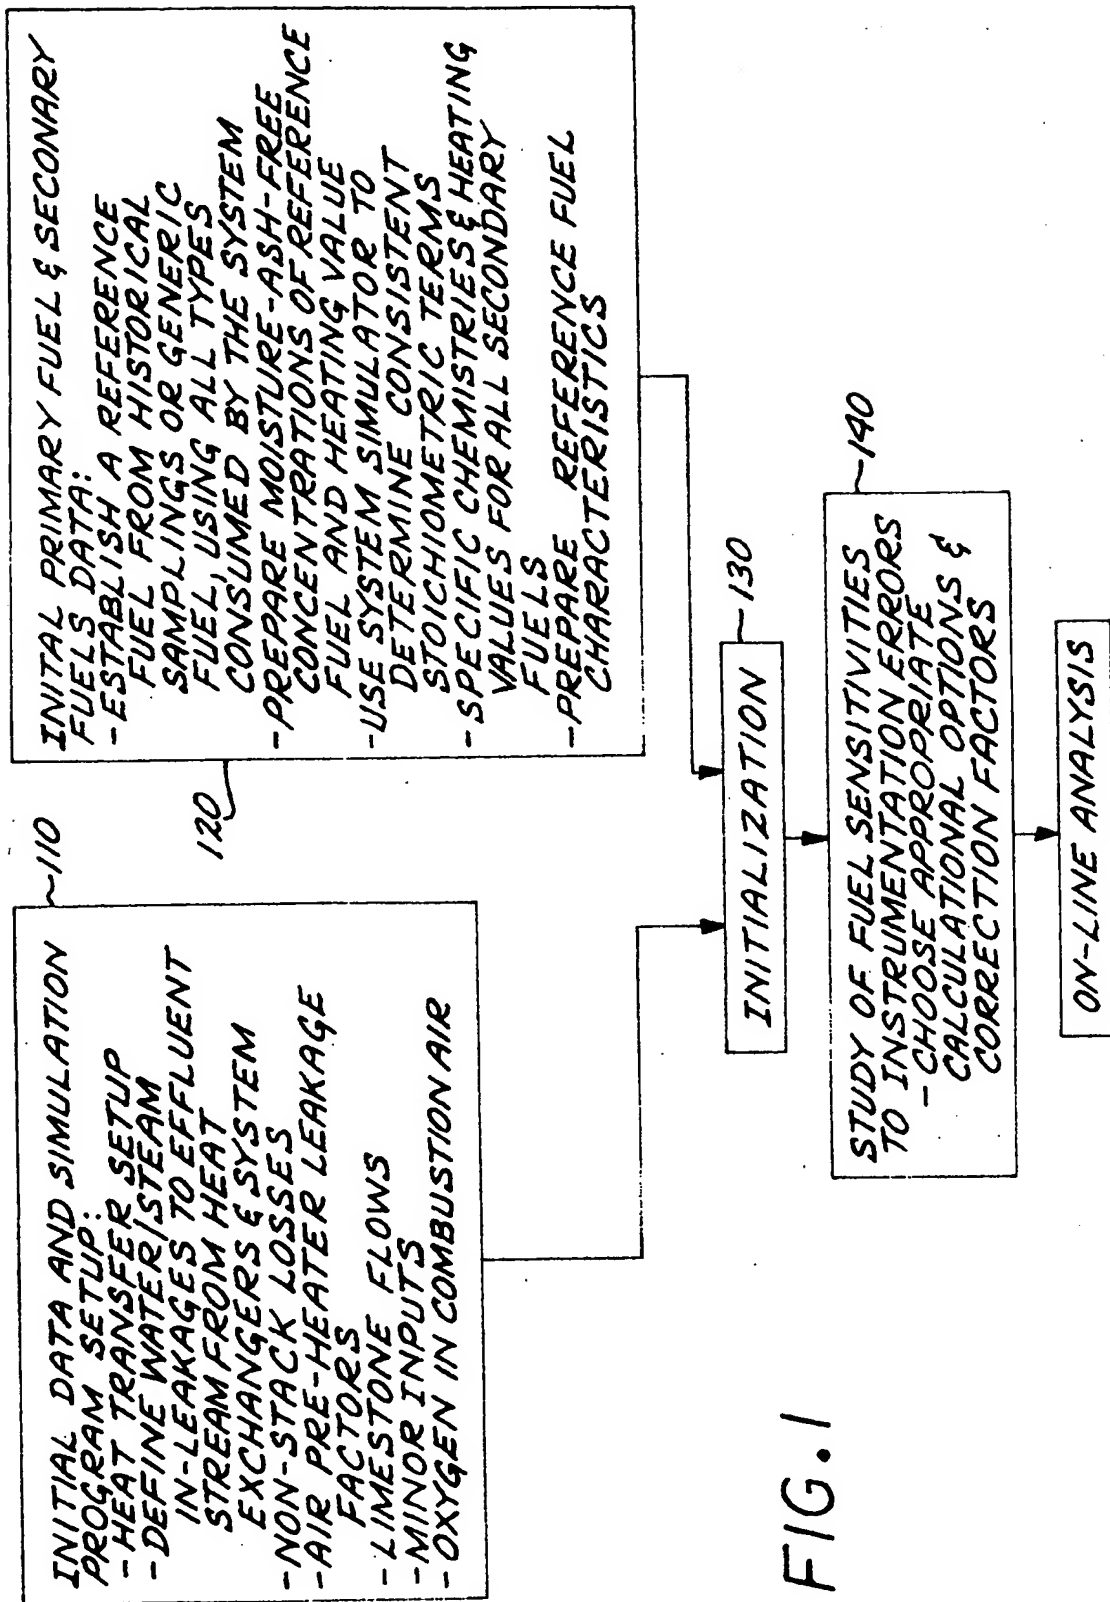 INITIAL DATA AND SIMULATION
PROGRAM SETUP:
- HEAT TRANSFER SETUP
- DEFINE WATER/STEAM
IN-LEAKAGES TO EFFLUENT
STREAM FROM HEAT
EXCHANGERS & SYSTEM
- NON-STACK LOSSES
- AIR PRE-HEATER LEAKAGE
FACTORS
- LIMESTONE FLOWS
- MINOR INPUTS
- OXYGEN IN COMBUSTION AIR
110
INITAL PRIMARY FUEL & SECONARY
FUELS DATA:
- ESTABLISH A REFERENCE
FUEL FROM HISTORICAL
SAMPLINGS OR GENERIC
FUEL, USING ALL TYPES
CONSUMED BY THE SYSTEM
- PREPARE MOISTURE-ASH-FREE
CONCENTRATIONS OF REFERENCE
FUEL AND HEATING VALUE
- USE SYSTEM SIMULATOR TO
DETERMINE CONSISTENT
STOICHIOMETRIC TERMS
- SPECIFIC CHEMISTRIES & HEATING
VALUES FOR ALL SECONDARY
FUELS
- PREPARE REFERENCE FUEL
CHARACTERISTICS
120
INITIALIZATION
130
STUDY OF FUEL SENSITIVITIES
TO INSTRUMENTATION ERRORS
- CHOOSE APPROPRIATE
CALCULATIONAL OPTIONS &
CORRECTION FACTORS
140
ON-LINE ANALYSIS
FIG. 1